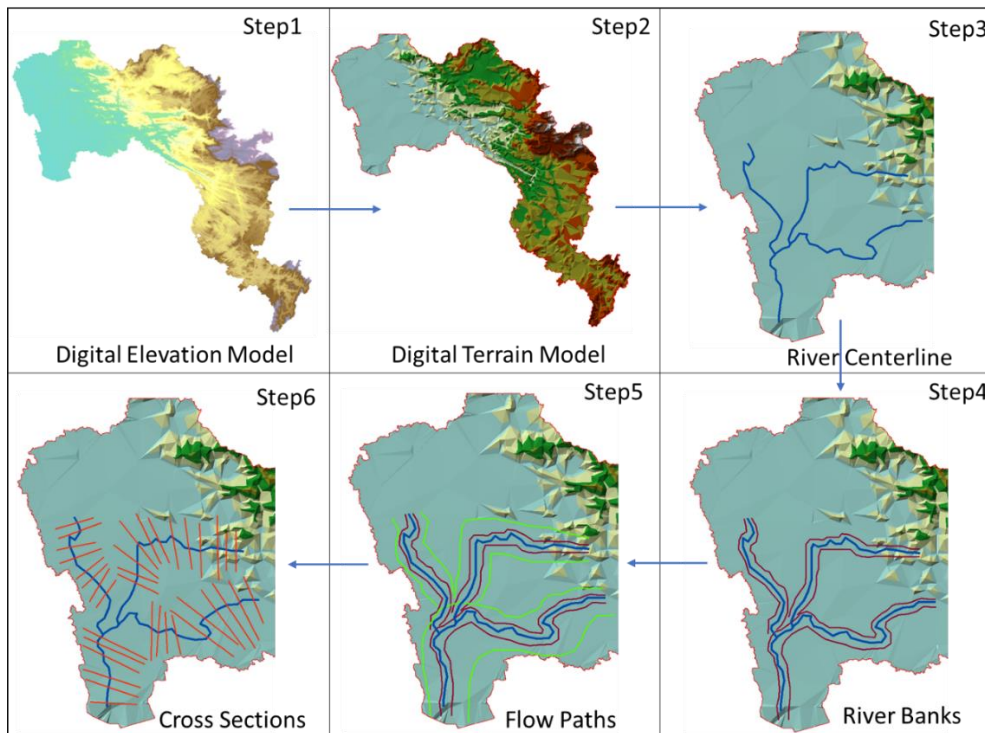 Step1
Digital Elevation Model
Step2
Digital Terrain Model
Step3
River Centerline
Step4
River Banks
Step5
Flow Paths
Step6
Cross Sections